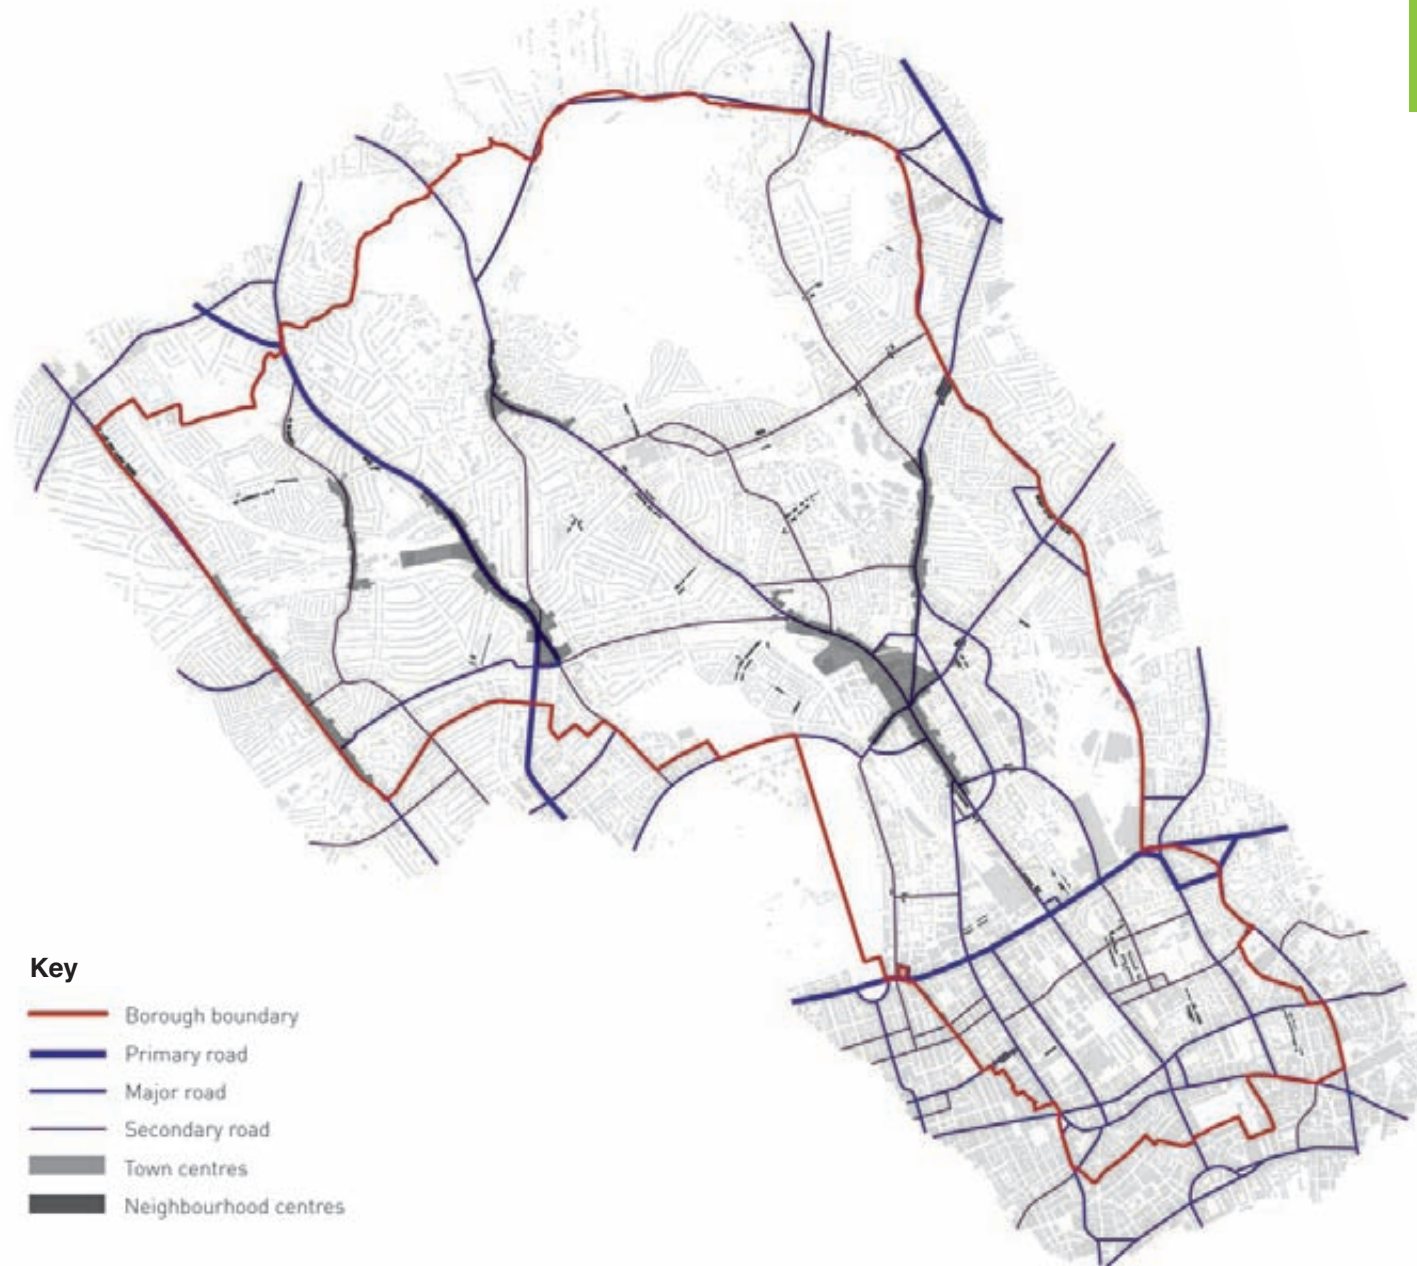 Key
Borough boundary
Primary road
Major road
Secondary road
Town centres
Neighbourhood centres